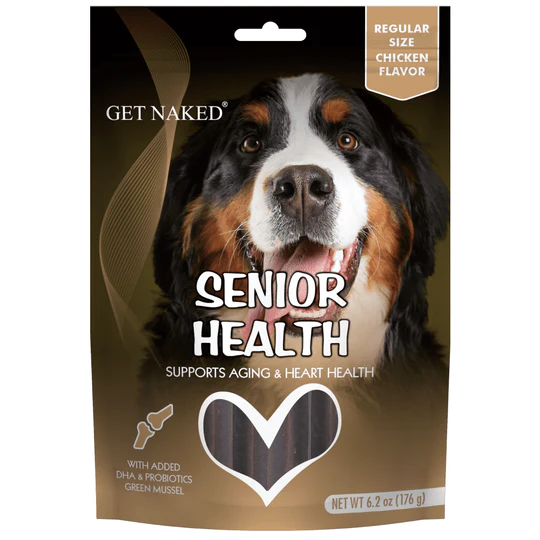 REGULAR
SIZE
CHICKEN
FLAVOR
GET NAKED®
SENIOR
HEALTH
SUPPORTS AGING & HEART HEALTH
WITH ADDED
DHA & PROBIOTICS
GREEN MUSSEL
NET WT 6.2 oz (176 g)